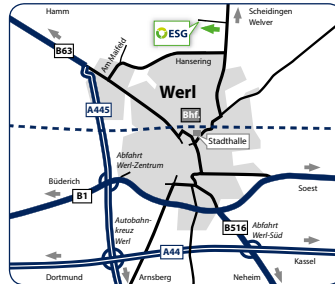 Hamm
Scheidingen
Welver
ESG
B63
Am Maifeld
Hansering
Werl
A445
Bhf.
Stadthalle
Abfahrt
Werl-Zentrum
Büderich
Soest
B1
Autobahn-
kreuz
Werl
B516
Abfahrt
Werl-Süd
A44
Kassel
Dortmund
Arnsberg
Neheim